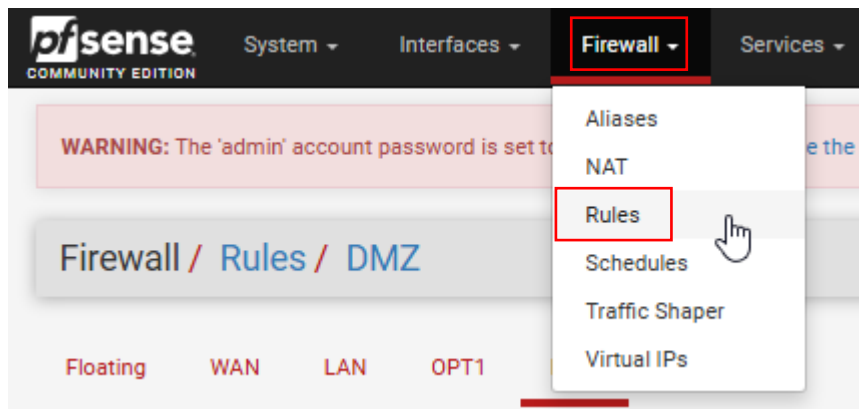 pfsense.
COMMUNITY EDITION
System
Interfaces
Firewall
Services
Aliases
NAT
Rules
Schedules
Traffic Shaper
Virtual IPs
WARNING: The 'admin' account password is set to
e the
Firewall / Rules / DMZ
Floating WAN LAN OPT1